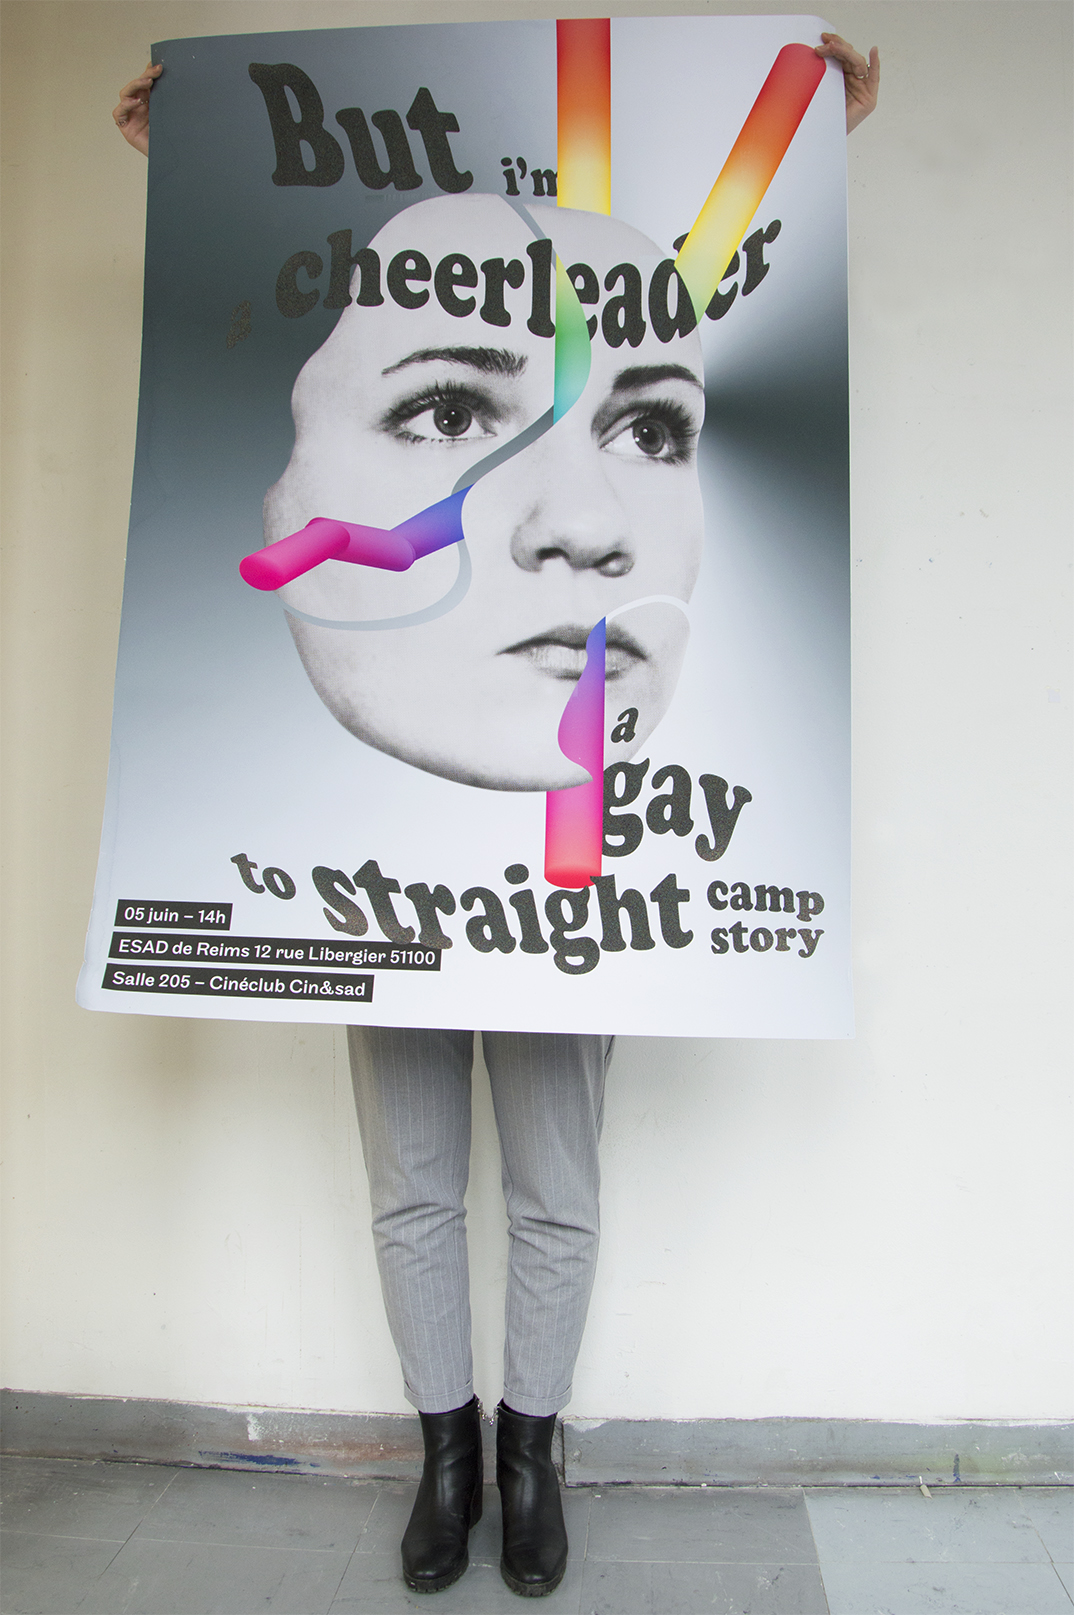 But i'm
a cheerleader
a
gay
to straight camp
story
05 juin – 14h
ESAD de Reims 12 rue Libergier 51100
Salle 205 – Cinéclub Cin&sad